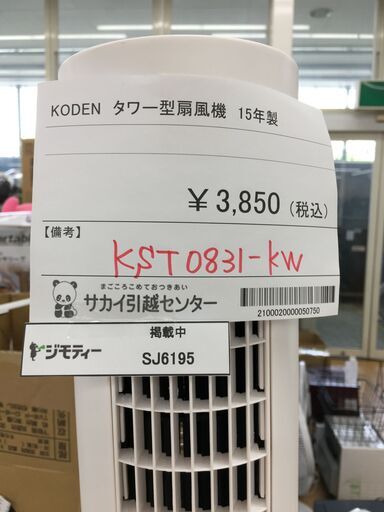 KODEN タワー型扇風機 15年製
￥3,850（税込）
【備考】
KST0831-KW
まごころこめておつきあい
サカイ引越センター
2100020000050750
掲載中
ジモティー
SJ6195